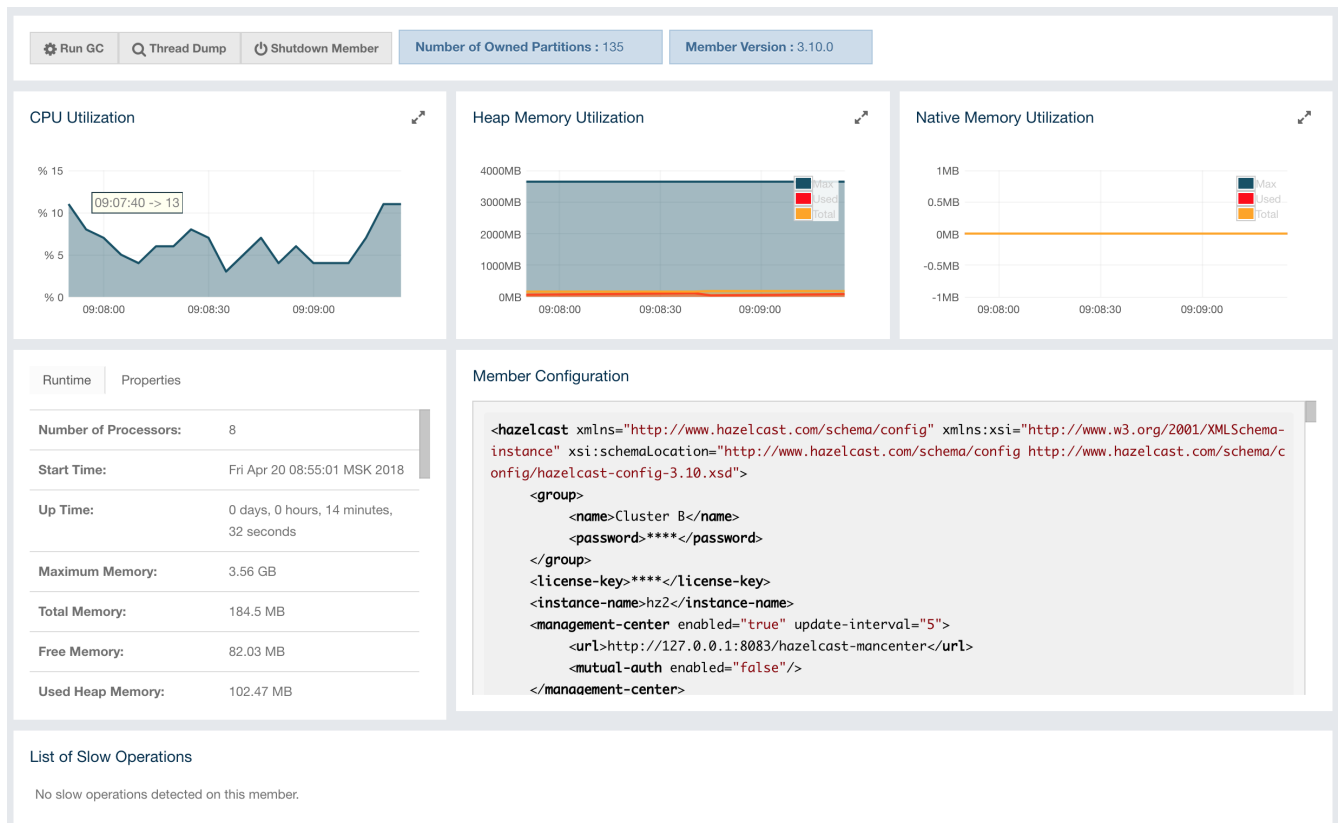 Run GC
Thread Dump
Shutdown Member
Number of Owned Partitions : 135
Member Version : 3.10.0
CPU Utilization
% 15
% 10
% 5
% 0
09:07:40 -> 13
09:08:00
09:08:30
09:09:00
Heap Memory Utilization
4000MB
3000MB
2000MB
1000MB
0MB
Max
Used
Total
09:08:00
09:08:30
09:09:00
Native Memory Utilization
1MB
0.5MB
0MB
-0.5MB
-1MB
Max
Used
Total
09:08:00
09:08:30
09:09:00
Runtime
Properties
Number of Processors: 8
Start Time: Fri Apr 20 08:55:01 MSK 2018
Up Time: 0 days, 0 hours, 14 minutes,
32 seconds
Maximum Memory: 3.56 GB
Total Memory: 184.5 MB
Free Memory: 82.03 MB
Used Heap Memory: 102.47 MB
Member Configuration
<hazelcast xmlns="http://www.hazelcast.com/schema/config" xmlns:xsi="http://www.w3.org/2001/XMLSchema-
instance" xsi:schemaLocation="http://www.hazelcast.com/schema/config http://www.hazelcast.com/schema/c
onfig/hazelcast-config-3.10.xsd">
<group>
<name>Cluster B</name>
<password>****</password>
</group>
<license-key>****</license-key>
<instance-name>hz2</instance-name>
<management-center enabled="true" update-interval="5">
<url>http://127.0.0.1:8083/hazelcast-mancenter</url>
<mutual-auth enabled="false"/>
</management-center>
List of Slow Operations
No slow operations detected on this member.